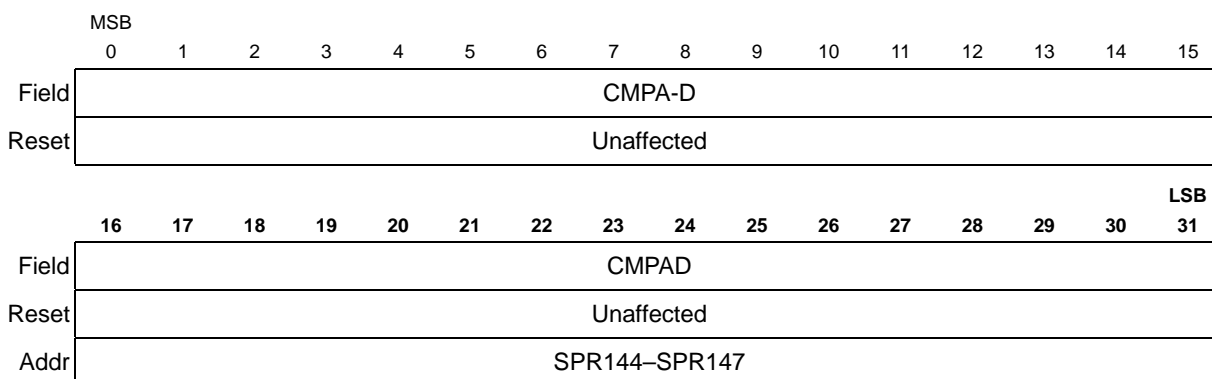 MSB
0 1 2 3 4 5 6 7 8 9 10 11 12 13 14 15
Field CMPA-D
Reset Unaffected
LSB
16 17 18 19 20 21 22 23 24 25 26 27 28 29 30 31
Field CMPAD
Reset Unaffected
Addr SPR144–SPR147